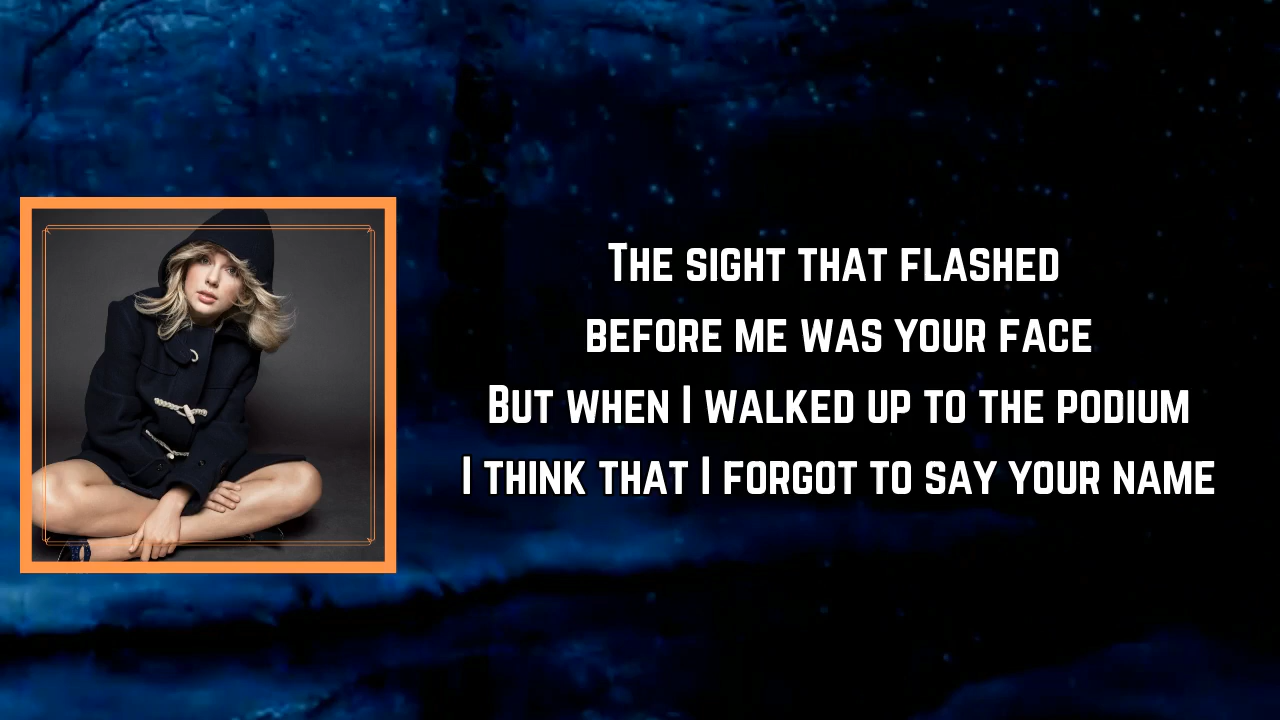 The sight that flashed
before me was your face
But when I walked up to the podium
I think that I forgot to say your name